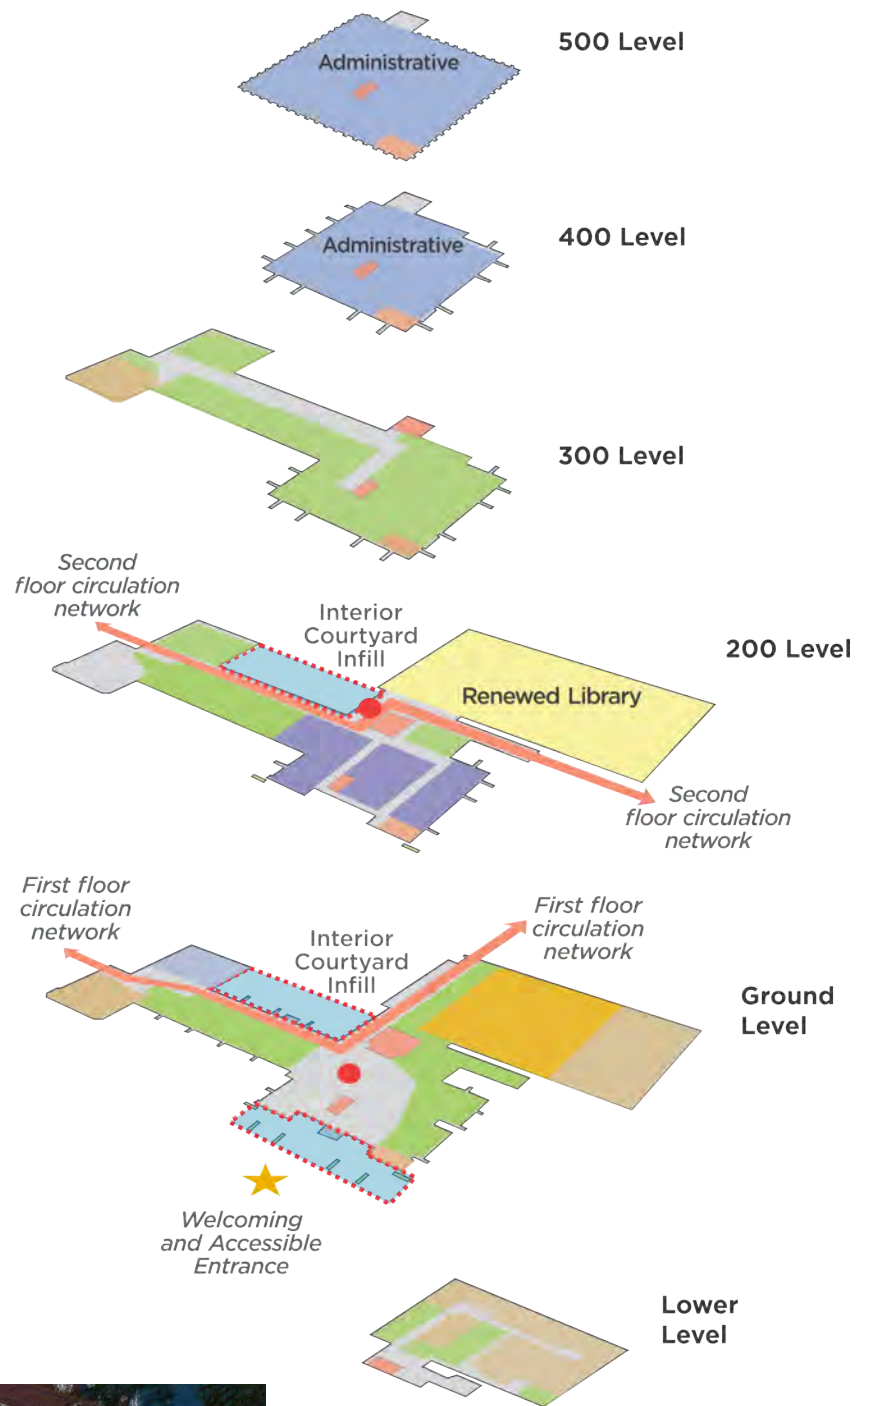 500 Level
Administrative
400 Level
Administrative
300 Level
Second
floor circulation
network
Interior
Courtyard
Infill
200 Level
Renewed Library
Second
floor circulation
network
First floor
circulation
network
First floor
circulation
network
Interior
Courtyard
Infill
Ground
Level
Welcoming
and Accessible
Entrance
Lower
Level